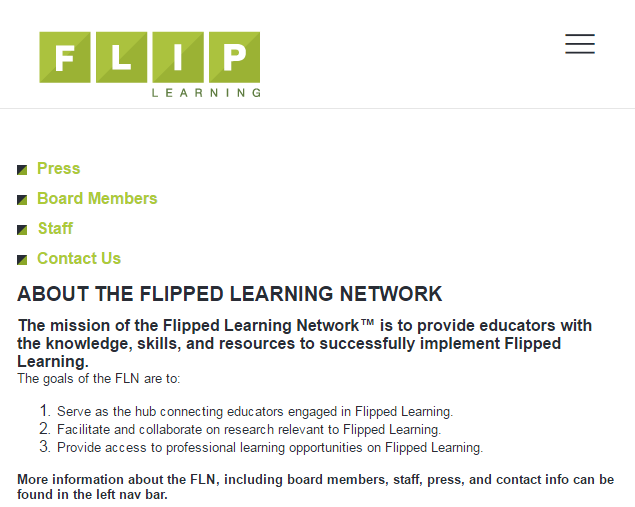 FLIP
LEARNING
Press
Board Members
Staff
Contact Us
ABOUT THE FLIPPED LEARNING NETWORK
The mission of the Flipped Learning Network™ is to provide educators with
the knowledge, skills, and resources to successfully implement Flipped
Learning.
The goals of the FLN are to:
1. Serve as the hub connecting educators engaged in Flipped Learning.
2. Facilitate and collaborate on research relevant to Flipped Learning.
3. Provide access to professional learning opportunities on Flipped Learning.
More information about the FLN, including board members, staff, press, and contact info can be
found in the left nav bar.